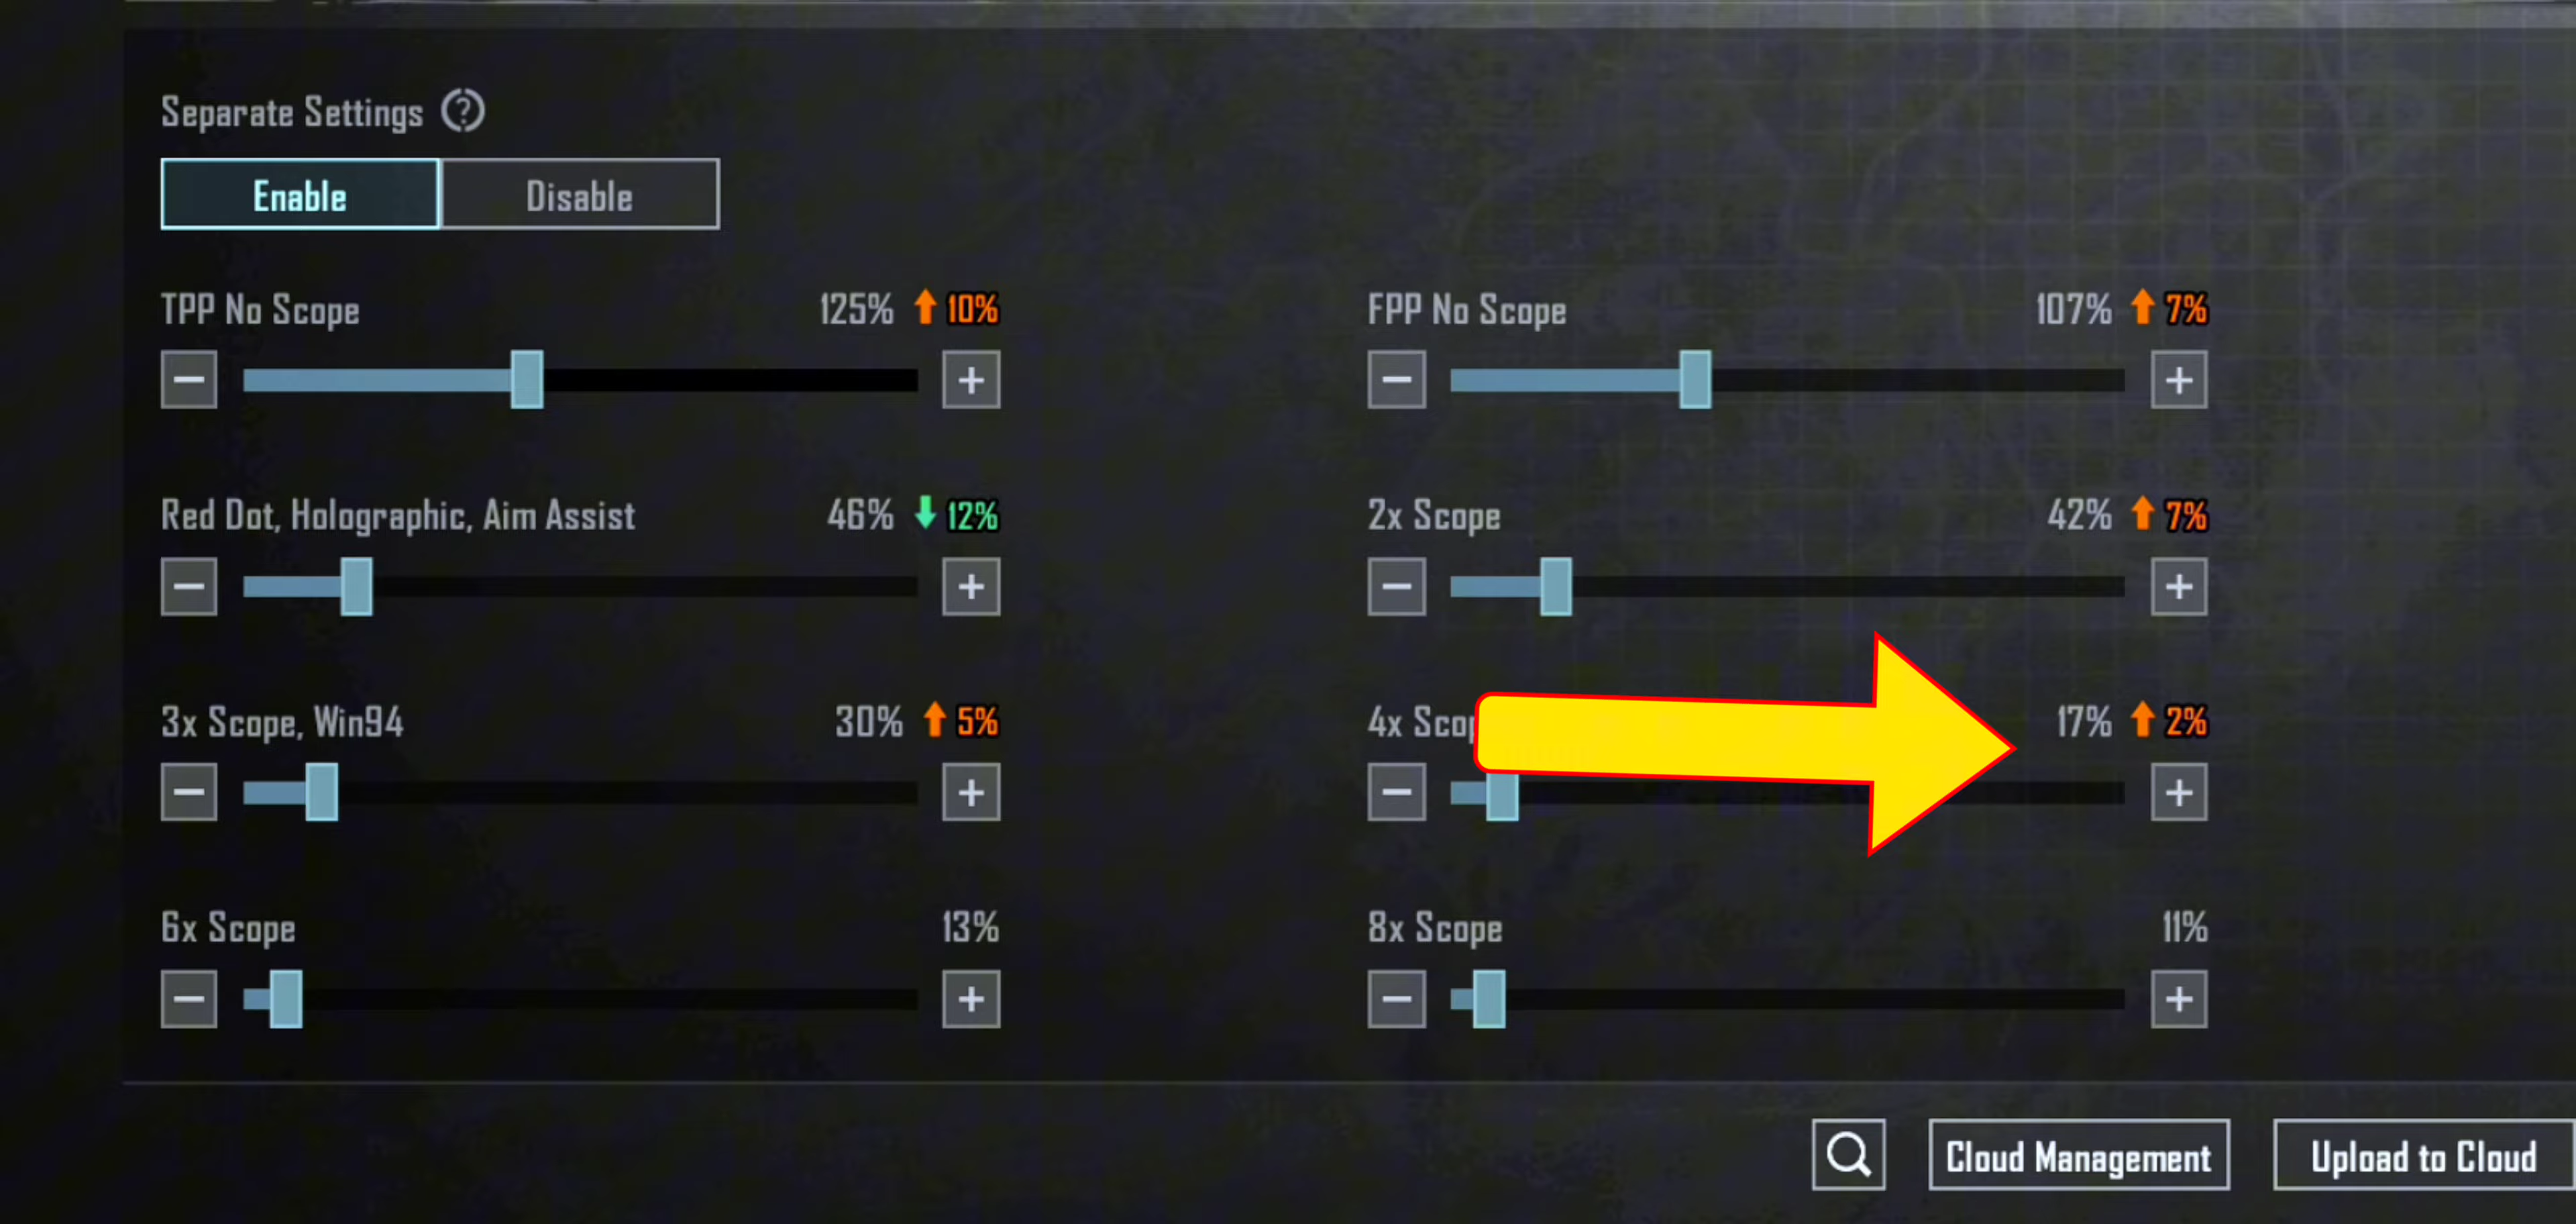 Separate Settings ?
Enable Disable
TPP No Scope 125% ↑ 10%
FPP No Scope 107% ↑ 7%
Red Dot, Holographic, Aim Assist 46% ↓ 12%
2x Scope 42% ↑ 7%
3x Scope, Win94 30% ↑ 5%
4x 17% ↑ 2%
6x Scope 13%
8x Scope 11%
Cloud Management
Upload to Cloud